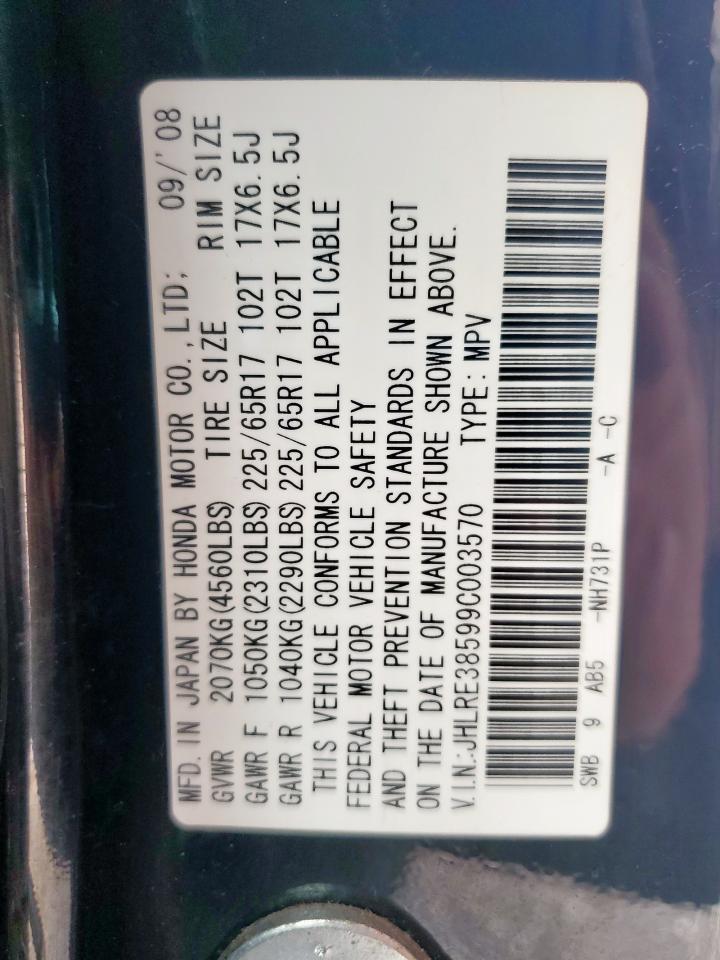 MFD. IN JAPAN BY HONDA MOTOR CO.,LTD; 09/'08
GVWR 2070KG(4560LBS) TIRE SIZE RIM SIZE
GAWR F 1050KG(2310LBS) 225/65R17 102T 17X6.5J
GAWR R 1040KG(2290LBS) 225/65R17 102T 17X6.5J
THIS VEHICLE CONFORMS TO ALL APPLICABLE
FEDERAL MOTOR VEHICLE SAFETY
AND THEFT PREVENTION STANDARDS IN EFFECT
ON THE DATE OF MANUFACTURE SHOWN ABOVE.
V.I.N.:JHLRE38599C003570 TYPE: MPV
SWB 9 AB5 -NH731P -A -C